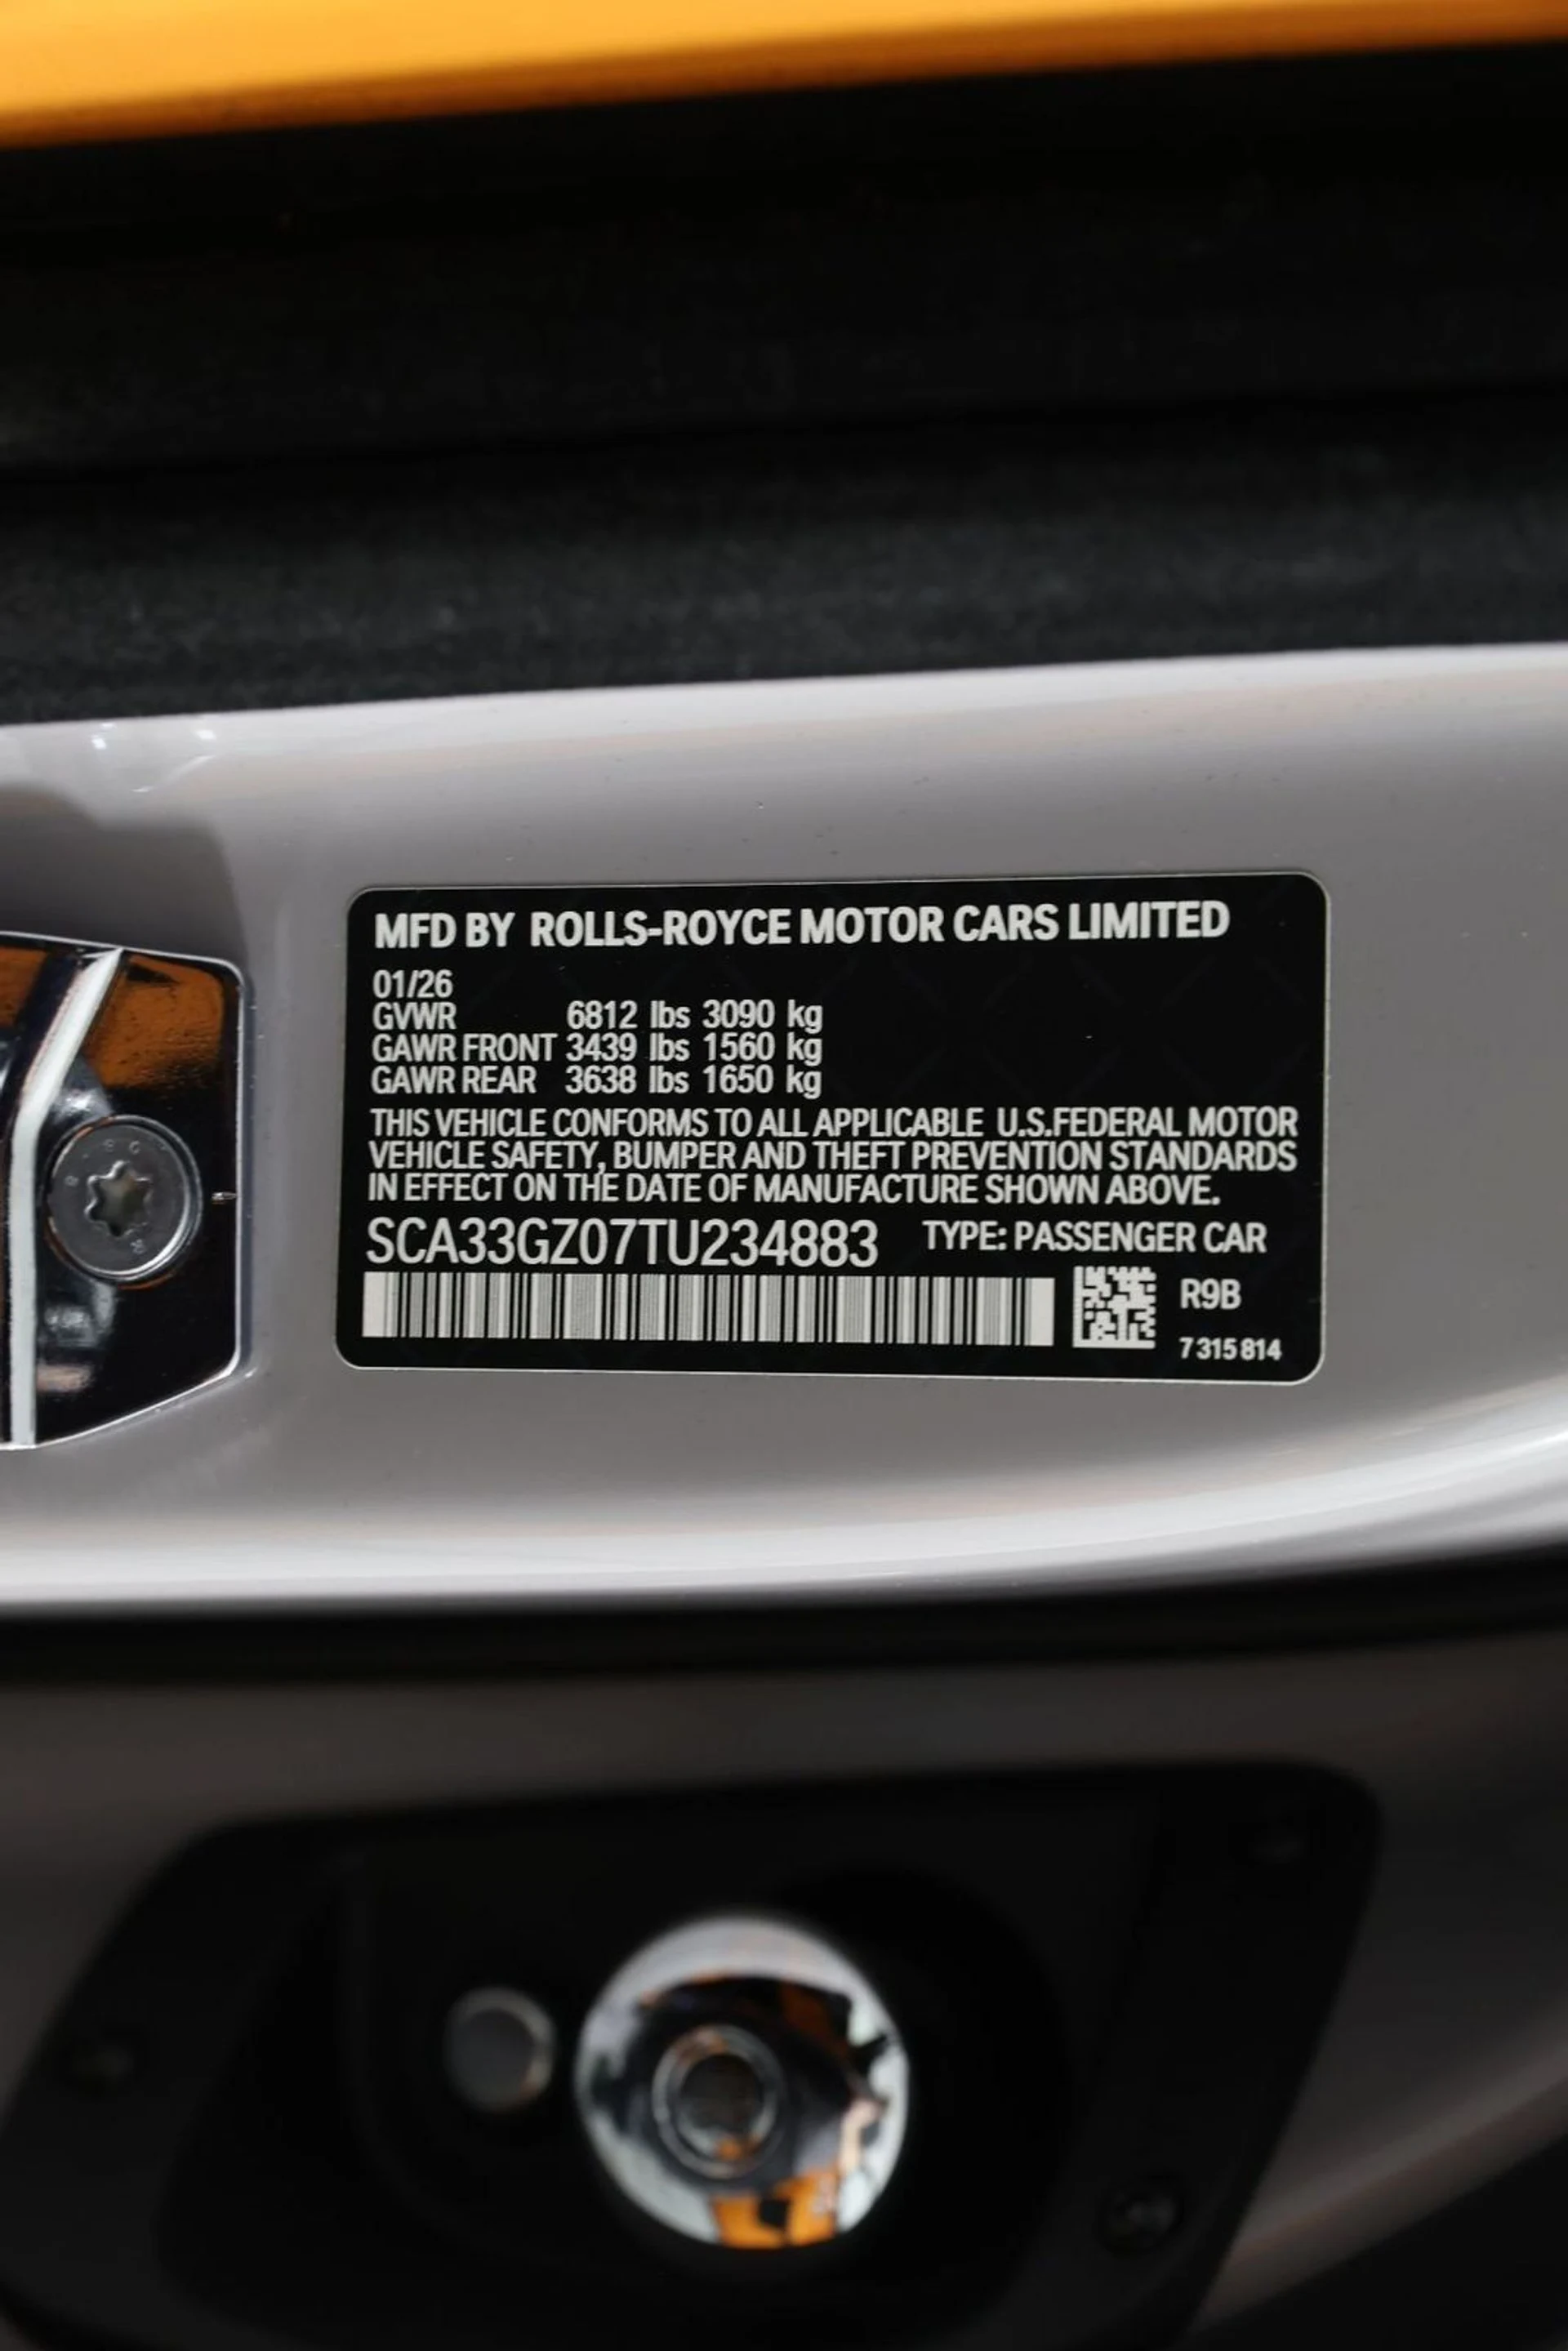 MFD BY ROLLS-ROYCE MOTOR CARS LIMITED
01/26
GVWR 6812 lbs 3090 kg
GAWR FRONT 3439 lbs 1560 kg
GAWR REAR 3638 lbs 1650 kg
THIS VEHICLE CONFORMS TO ALL APPLICABLE U.S.FEDERAL MOTOR
VEHICLE SAFETY, BUMPER AND THEFT PREVENTION STANDARDS
IN EFFECT ON THE DATE OF MANUFACTURE SHOWN ABOVE.
SCA33GZ07TU234883 TYPE: PASSENGER CAR
R9B
7 315 814